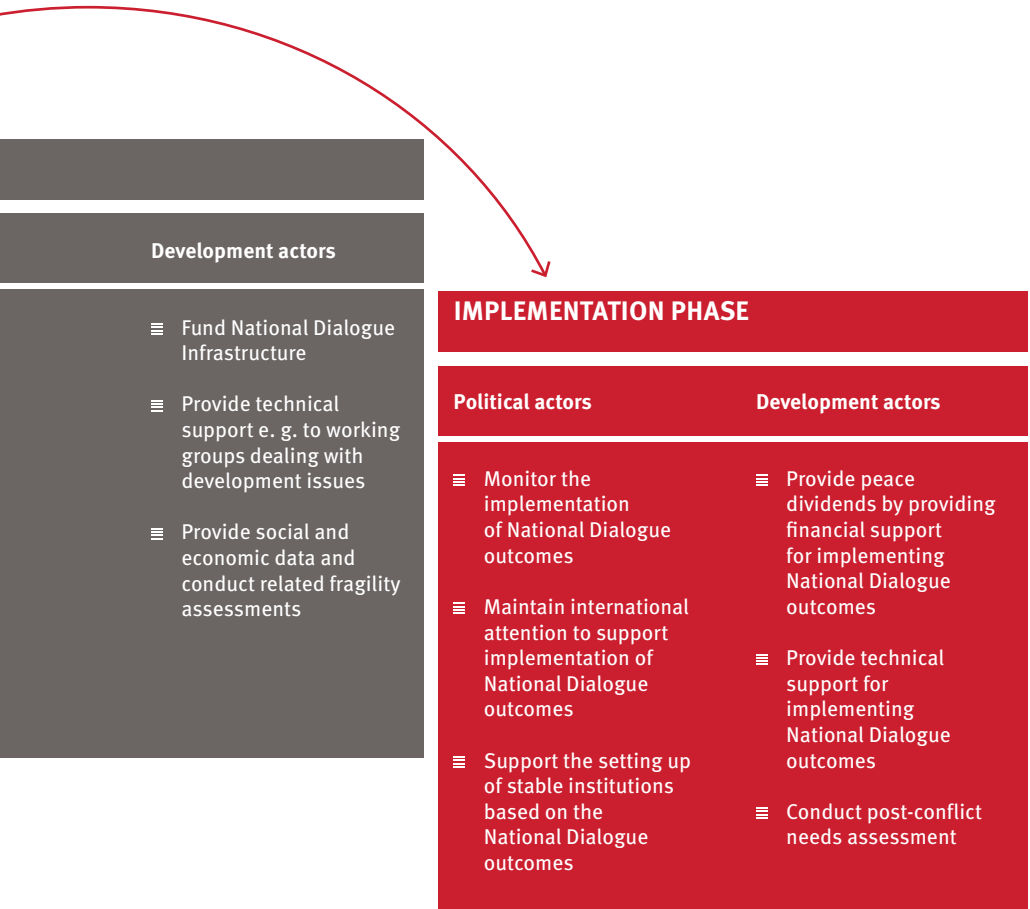 Development actors
Fund National Dialogue
Infrastructure
Provide technical
support e. g. to working
groups dealing with
development issues
Provide social and
economic data and
conduct related fragility
assessments
IMPLEMENTATION PHASE
Political actors
Monitor the
implementation
of National Dialogue
outcomes
Maintain international
attention to support
implementation of
National Dialogue
outcomes
Support the setting up
of stable institutions
based on the
National Dialogue
outcomes
Development actors
Provide peace
dividends by providing
financial support
for implementing
National Dialogue
outcomes
Provide technical
support for
implementing
National Dialogue
outcomes
Conduct post-conflict
needs assessment